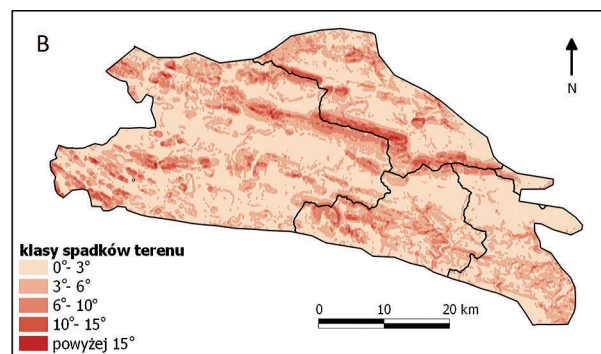 B
N
klasy spadków terenu
0°- 3°
3°- 6°
6°- 10°
10°- 15°
powyżej 15°
0 10 20 km